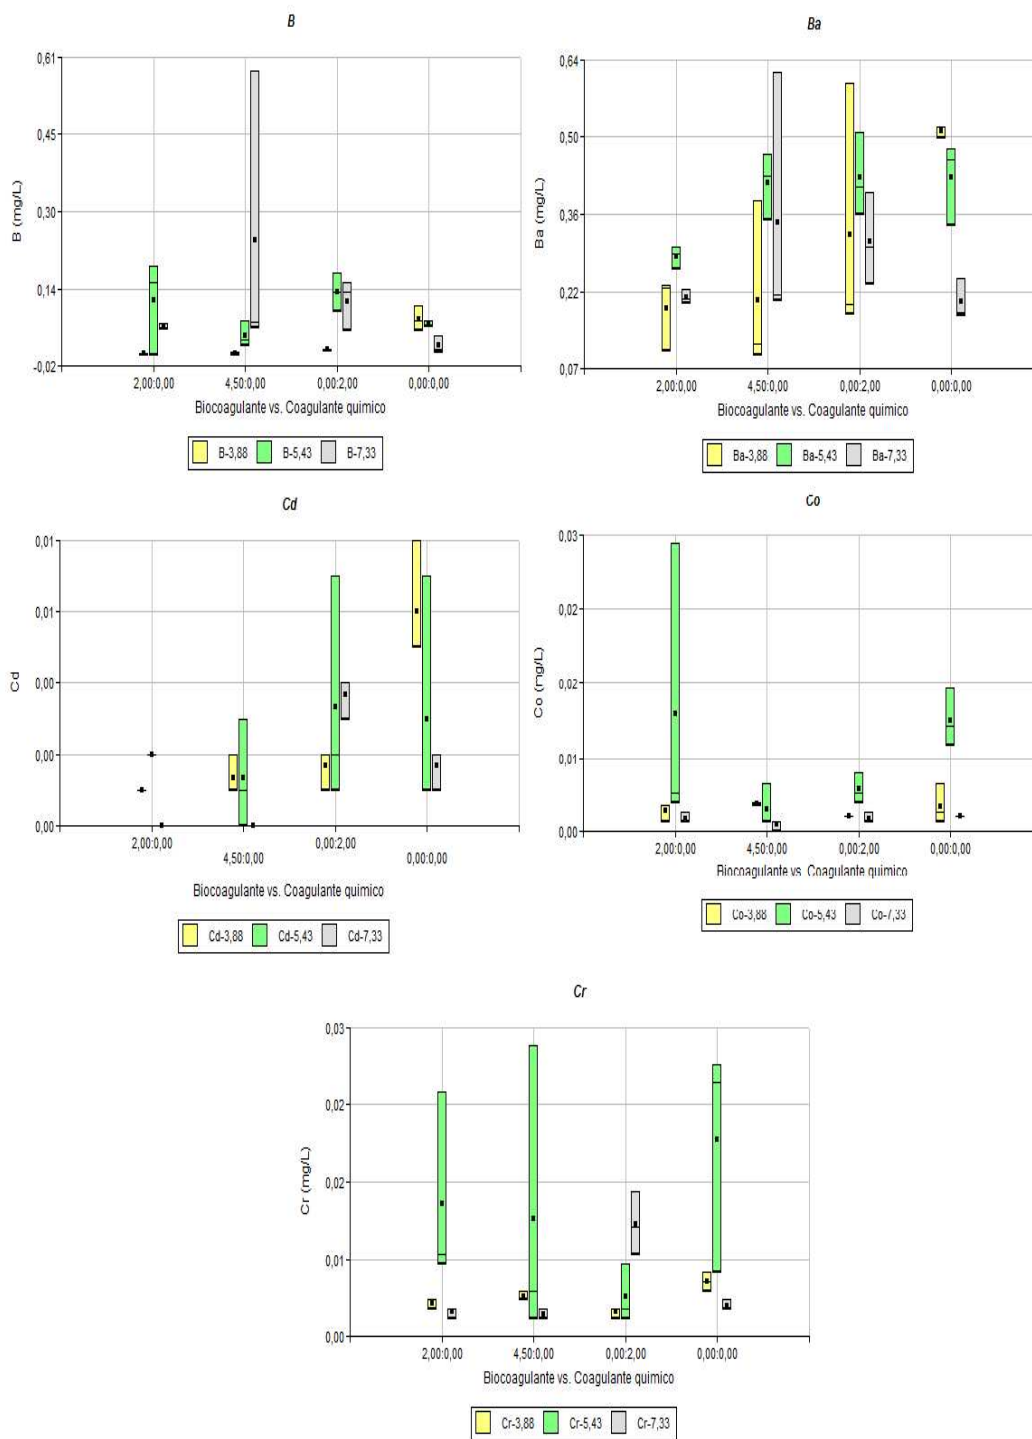 B
0,61
0,45
0,30
0,14
-0,02
B (mg/L)
2,00:0,00 4,50:0,00 0,00:2,00 0,00:0,00
Biocoagulante vs. Coagulante quimico
B-3,88 B-5,43 B-7,33
Ba
0,64
0,50
0,36
0,22
0,07
Ba (mg/L)
2,00:0,00 4,50:0,00 0,00:2,00 0,00:0,00
Biocoagulante vs. Coagulante quimico
Ba-3,88 Ba-5,43 Ba-7,33
Cd
0,01
0,01
0,00
0,00
0,00
Cd
2,00:0,00 4,50:0,00 0,00:2,00 0,00:0,00
Biocoagulante vs. Coagulante quimico
Cd-3,88 Cd-5,43 Cd-7,33
Co
0,03
0,02
0,02
0,01
0,00
Co (mg/L)
2,00:0,00 4,50:0,00 0,00:2,00 0,00:0,00
Biocoagulante vs. Coagulante quimico
Co-3,88 Co-5,43 Co-7,33
Cr
0,03
0,02
0,02
0,01
0,00
Cr (mg/L)
2,00:0,00 4,50:0,00 0,00:2,00 0,00:0,00
Biocoagulante vs. Coagulante quimico
Cr-3,88 Cr-5,43 Cr-7,33